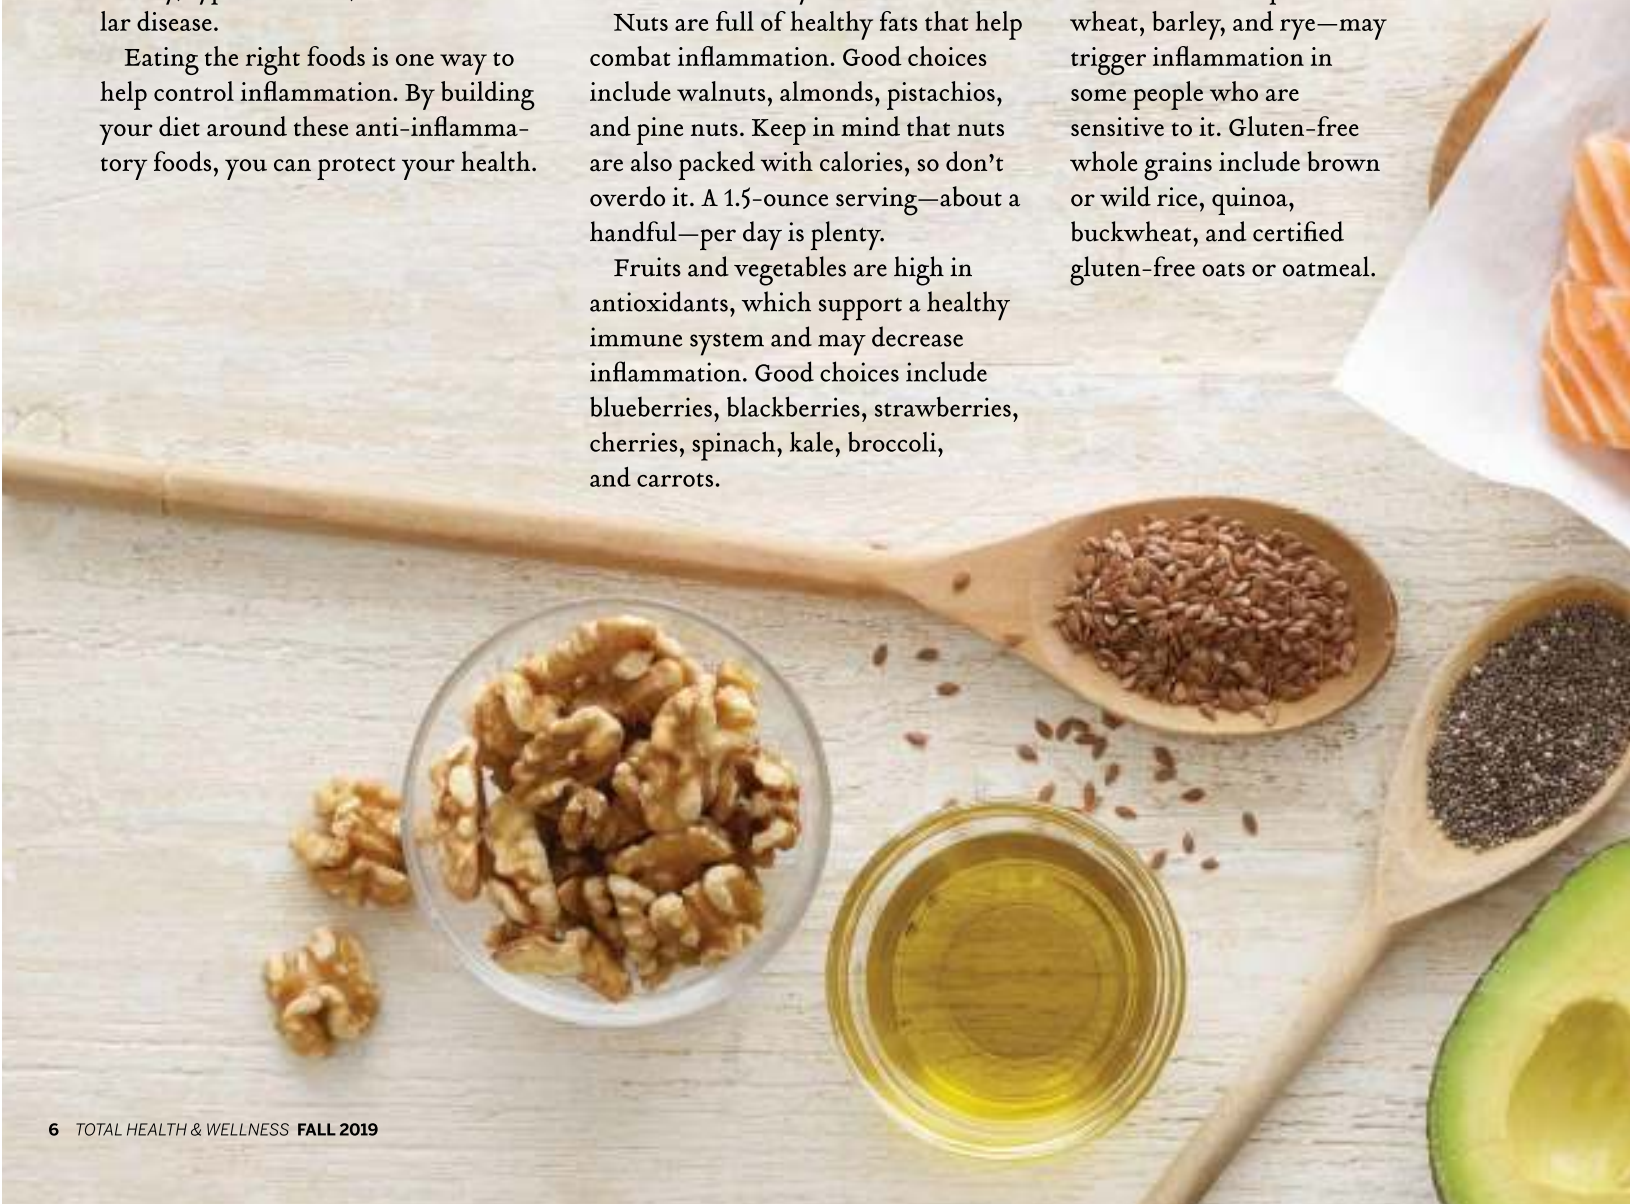 lar disease.
Eating the right foods is one way to
help control inflammation. By building
your diet around these anti-inflamma-
tory foods, you can protect your health.
Nuts are full of healthy fats that help
combat inflammation. Good choices
include walnuts, almonds, pistachios,
and pine nuts. Keep in mind that nuts
are also packed with calories, so don’t
overdo it. A 1.5-ounce serving—about a
handful—per day is plenty.
Fruits and vegetables are high in
antioxidants, which support a healthy
immune system and may decrease
inflammation. Good choices include
blueberries, blackberries, strawberries,
cherries, spinach, kale, broccoli,
and carrots.
wheat, barley, and rye—may
trigger inflammation in
some people who are
sensitive to it. Gluten-free
whole grains include brown
or wild rice, quinoa,
buckwheat, and certified
gluten-free oats or oatmeal.
6 TOTAL HEALTH & WELLNESS FALL 2019